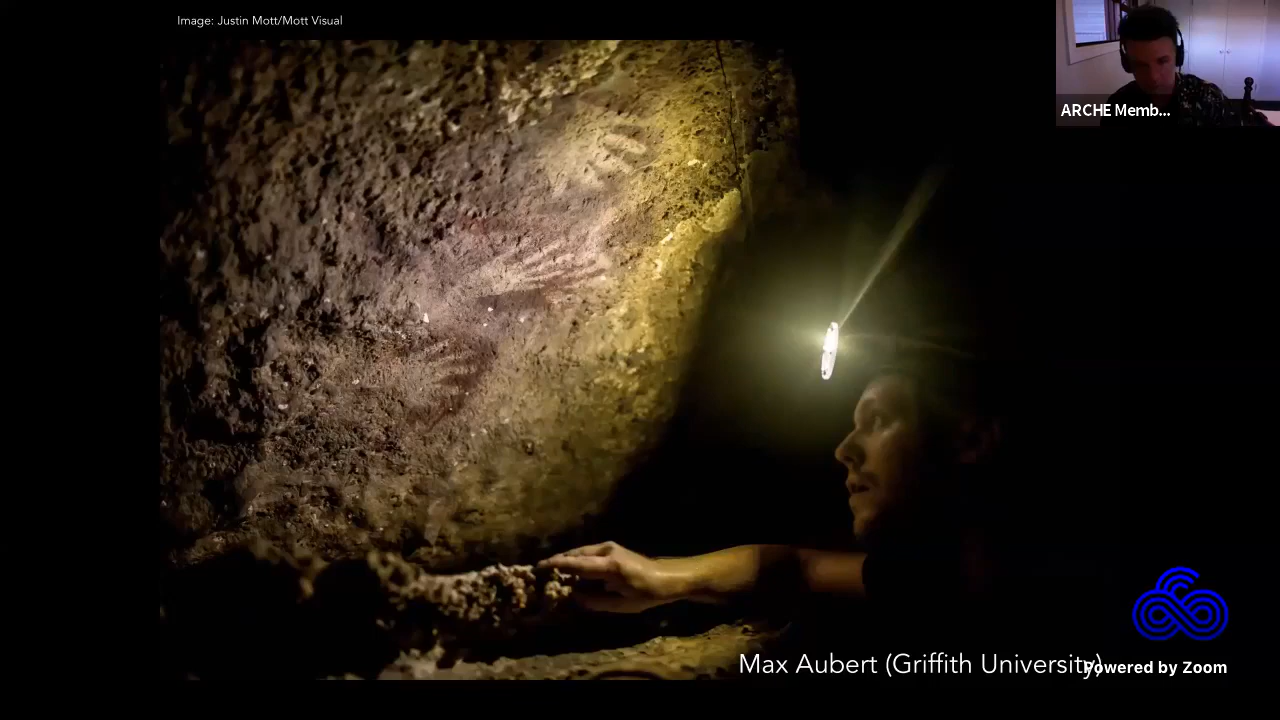 Image: Justin Mott/Mott Visual
ARCHE Memb...
Max Aubert (Griffith University)
Powered by Zoom